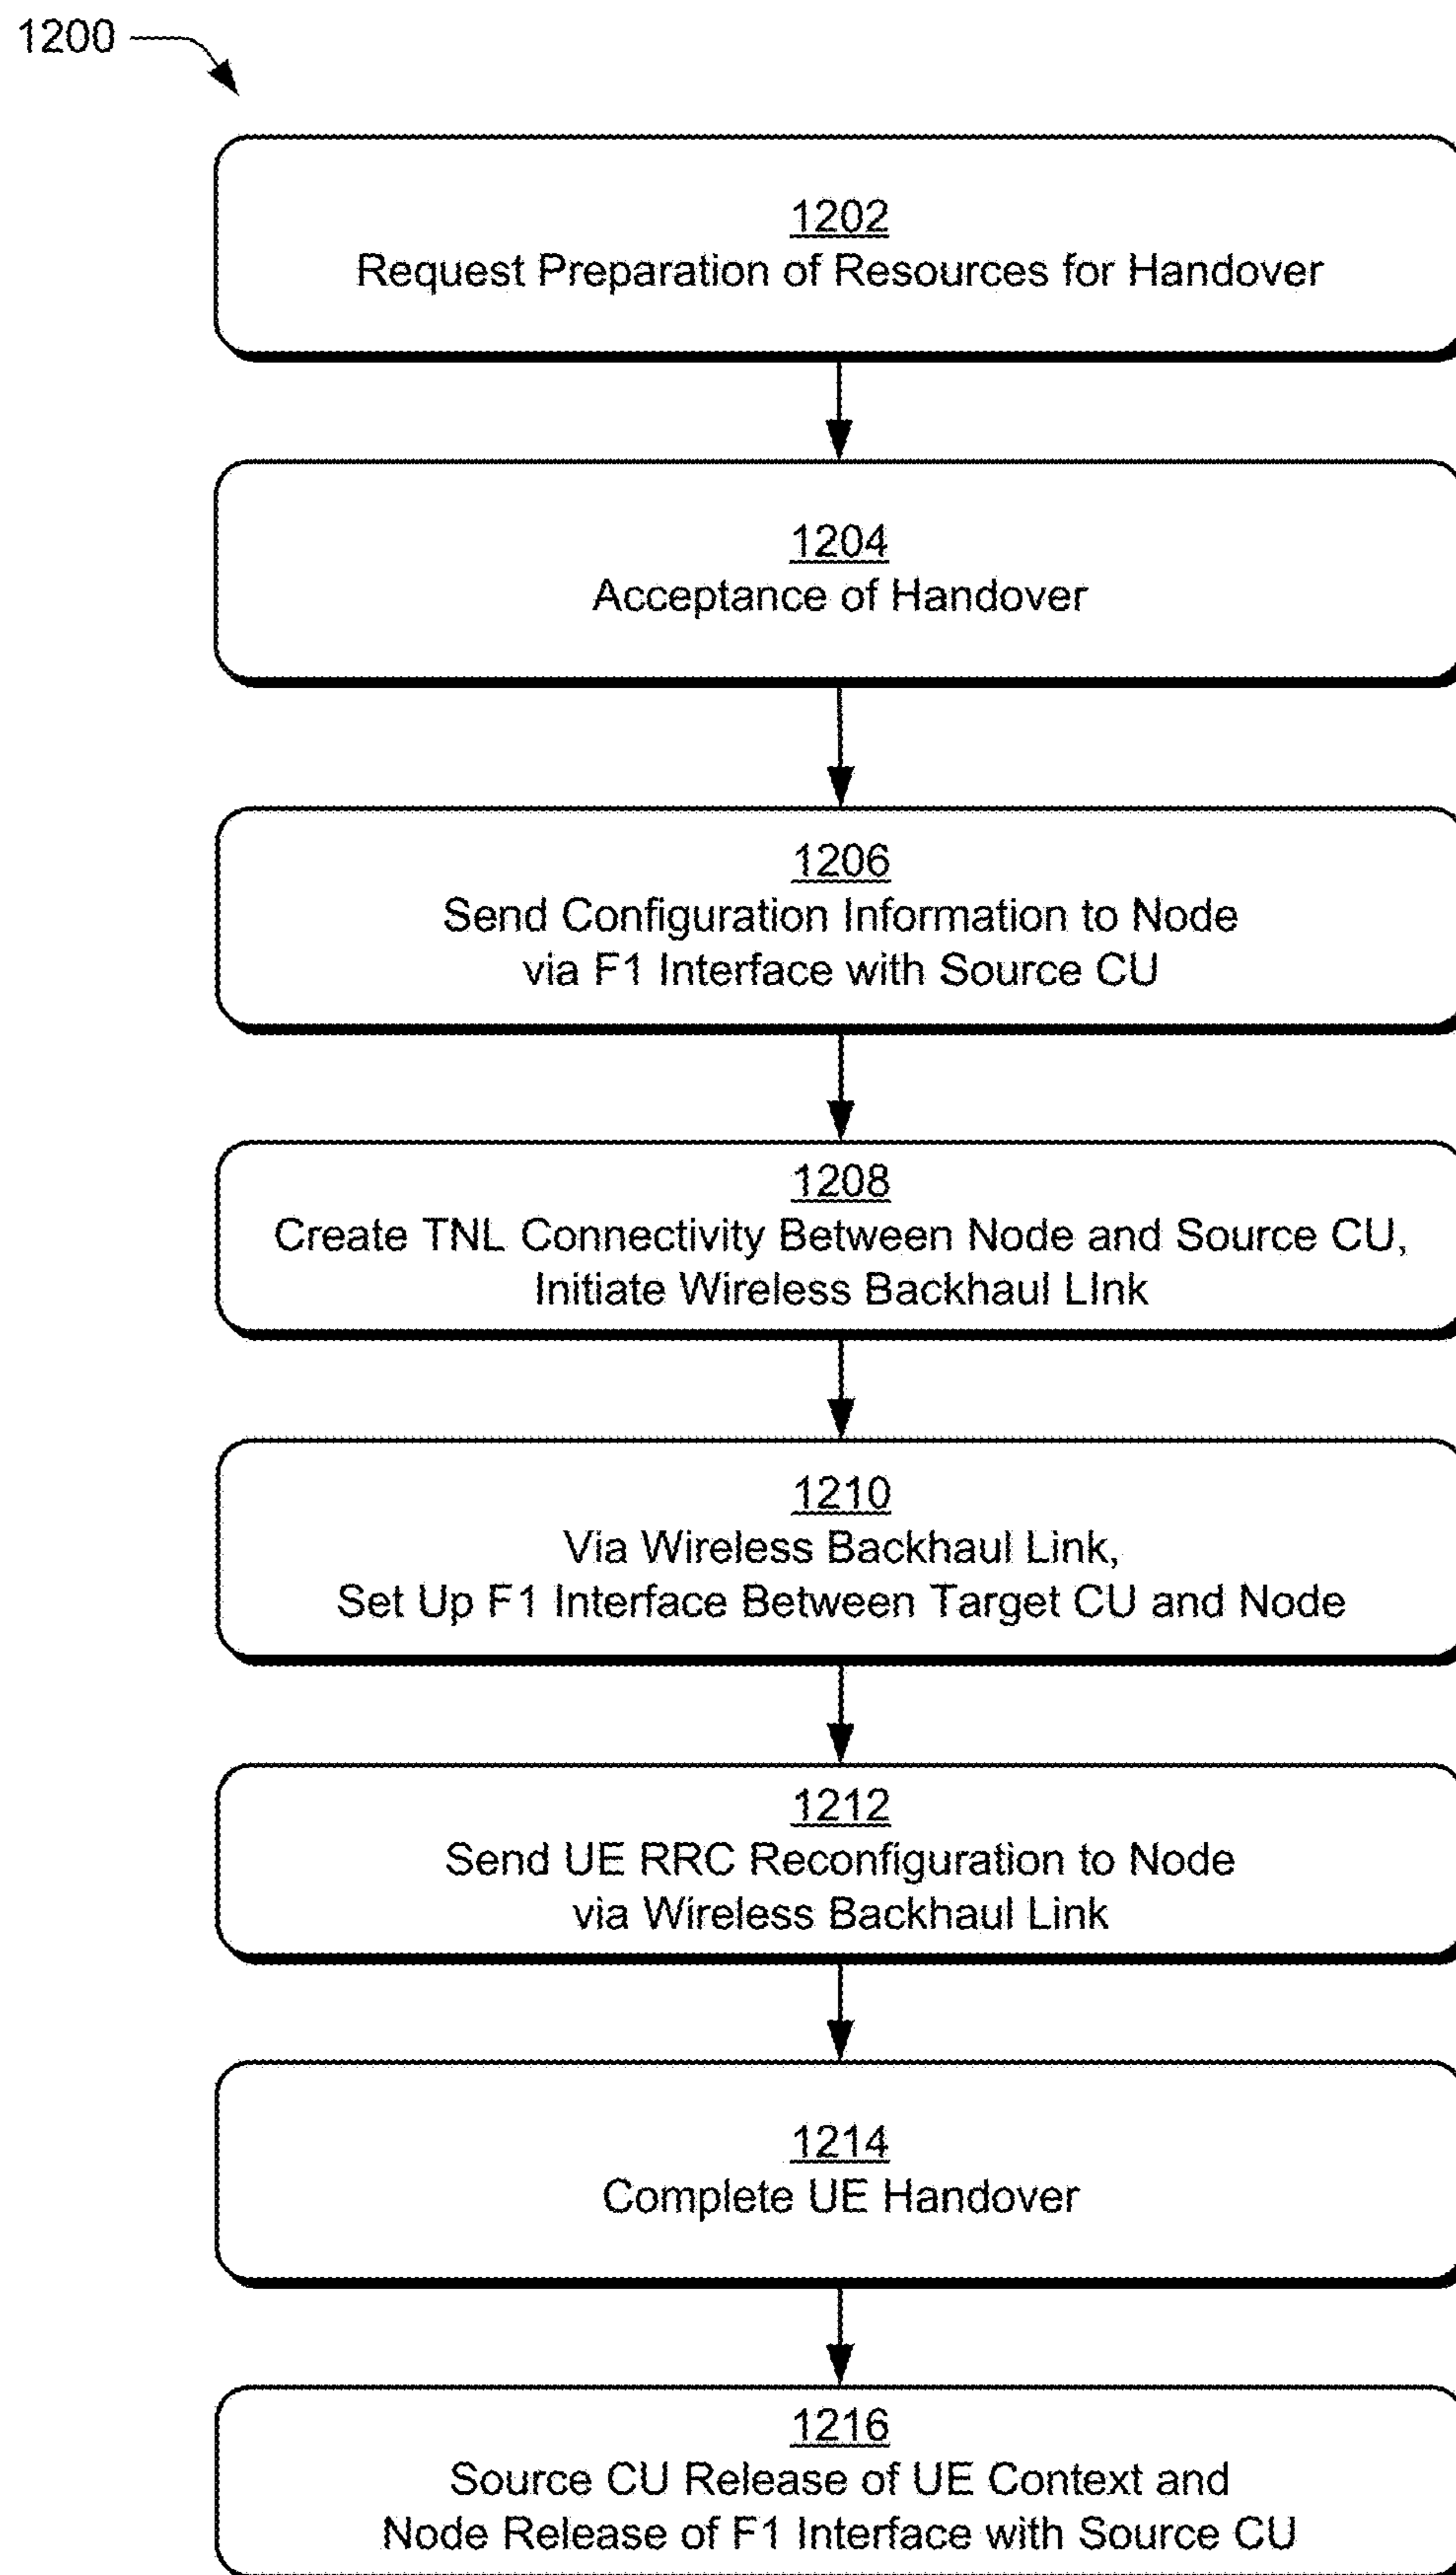 1200
1202
Request Preparation of Resources for Handover
1204
Acceptance of Handover
1206
Send Configuration Information to Node
via F1 Interface with Source CU
1208
Create TNL Connectivity Between Node and Source CU,
Initiate Wireless Backhaul LInk
1210
Via Wireless Backhaul Link,
Set Up F1 Interface Between Target CU and Node
1212
Send UE RRC Reconfiguration to Node
via Wireless Backhaul Link
1214
Complete UE Handover
1216
Source CU Release of UE Context and
Node Release of F1 Interface with Source CU